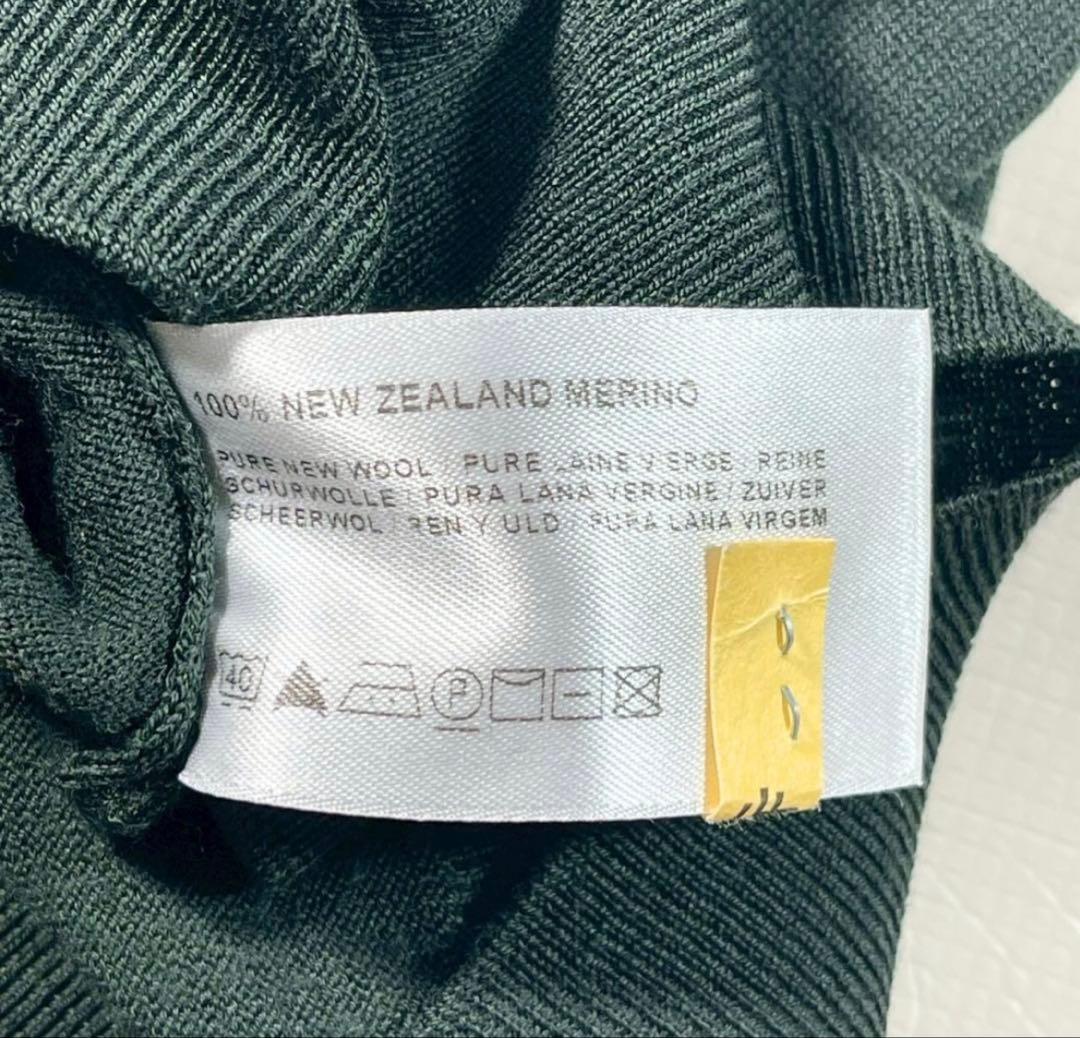 100% NEW ZEALAND MERINO
PURE NEW WOOL / PURE LAINE VIERGE REINE
SCHURWOLLE / PURA LANA VERGINE / ZUIVER
SCHEERWOL / REN Y ULD / PURA LANA VIRGEM
40 P